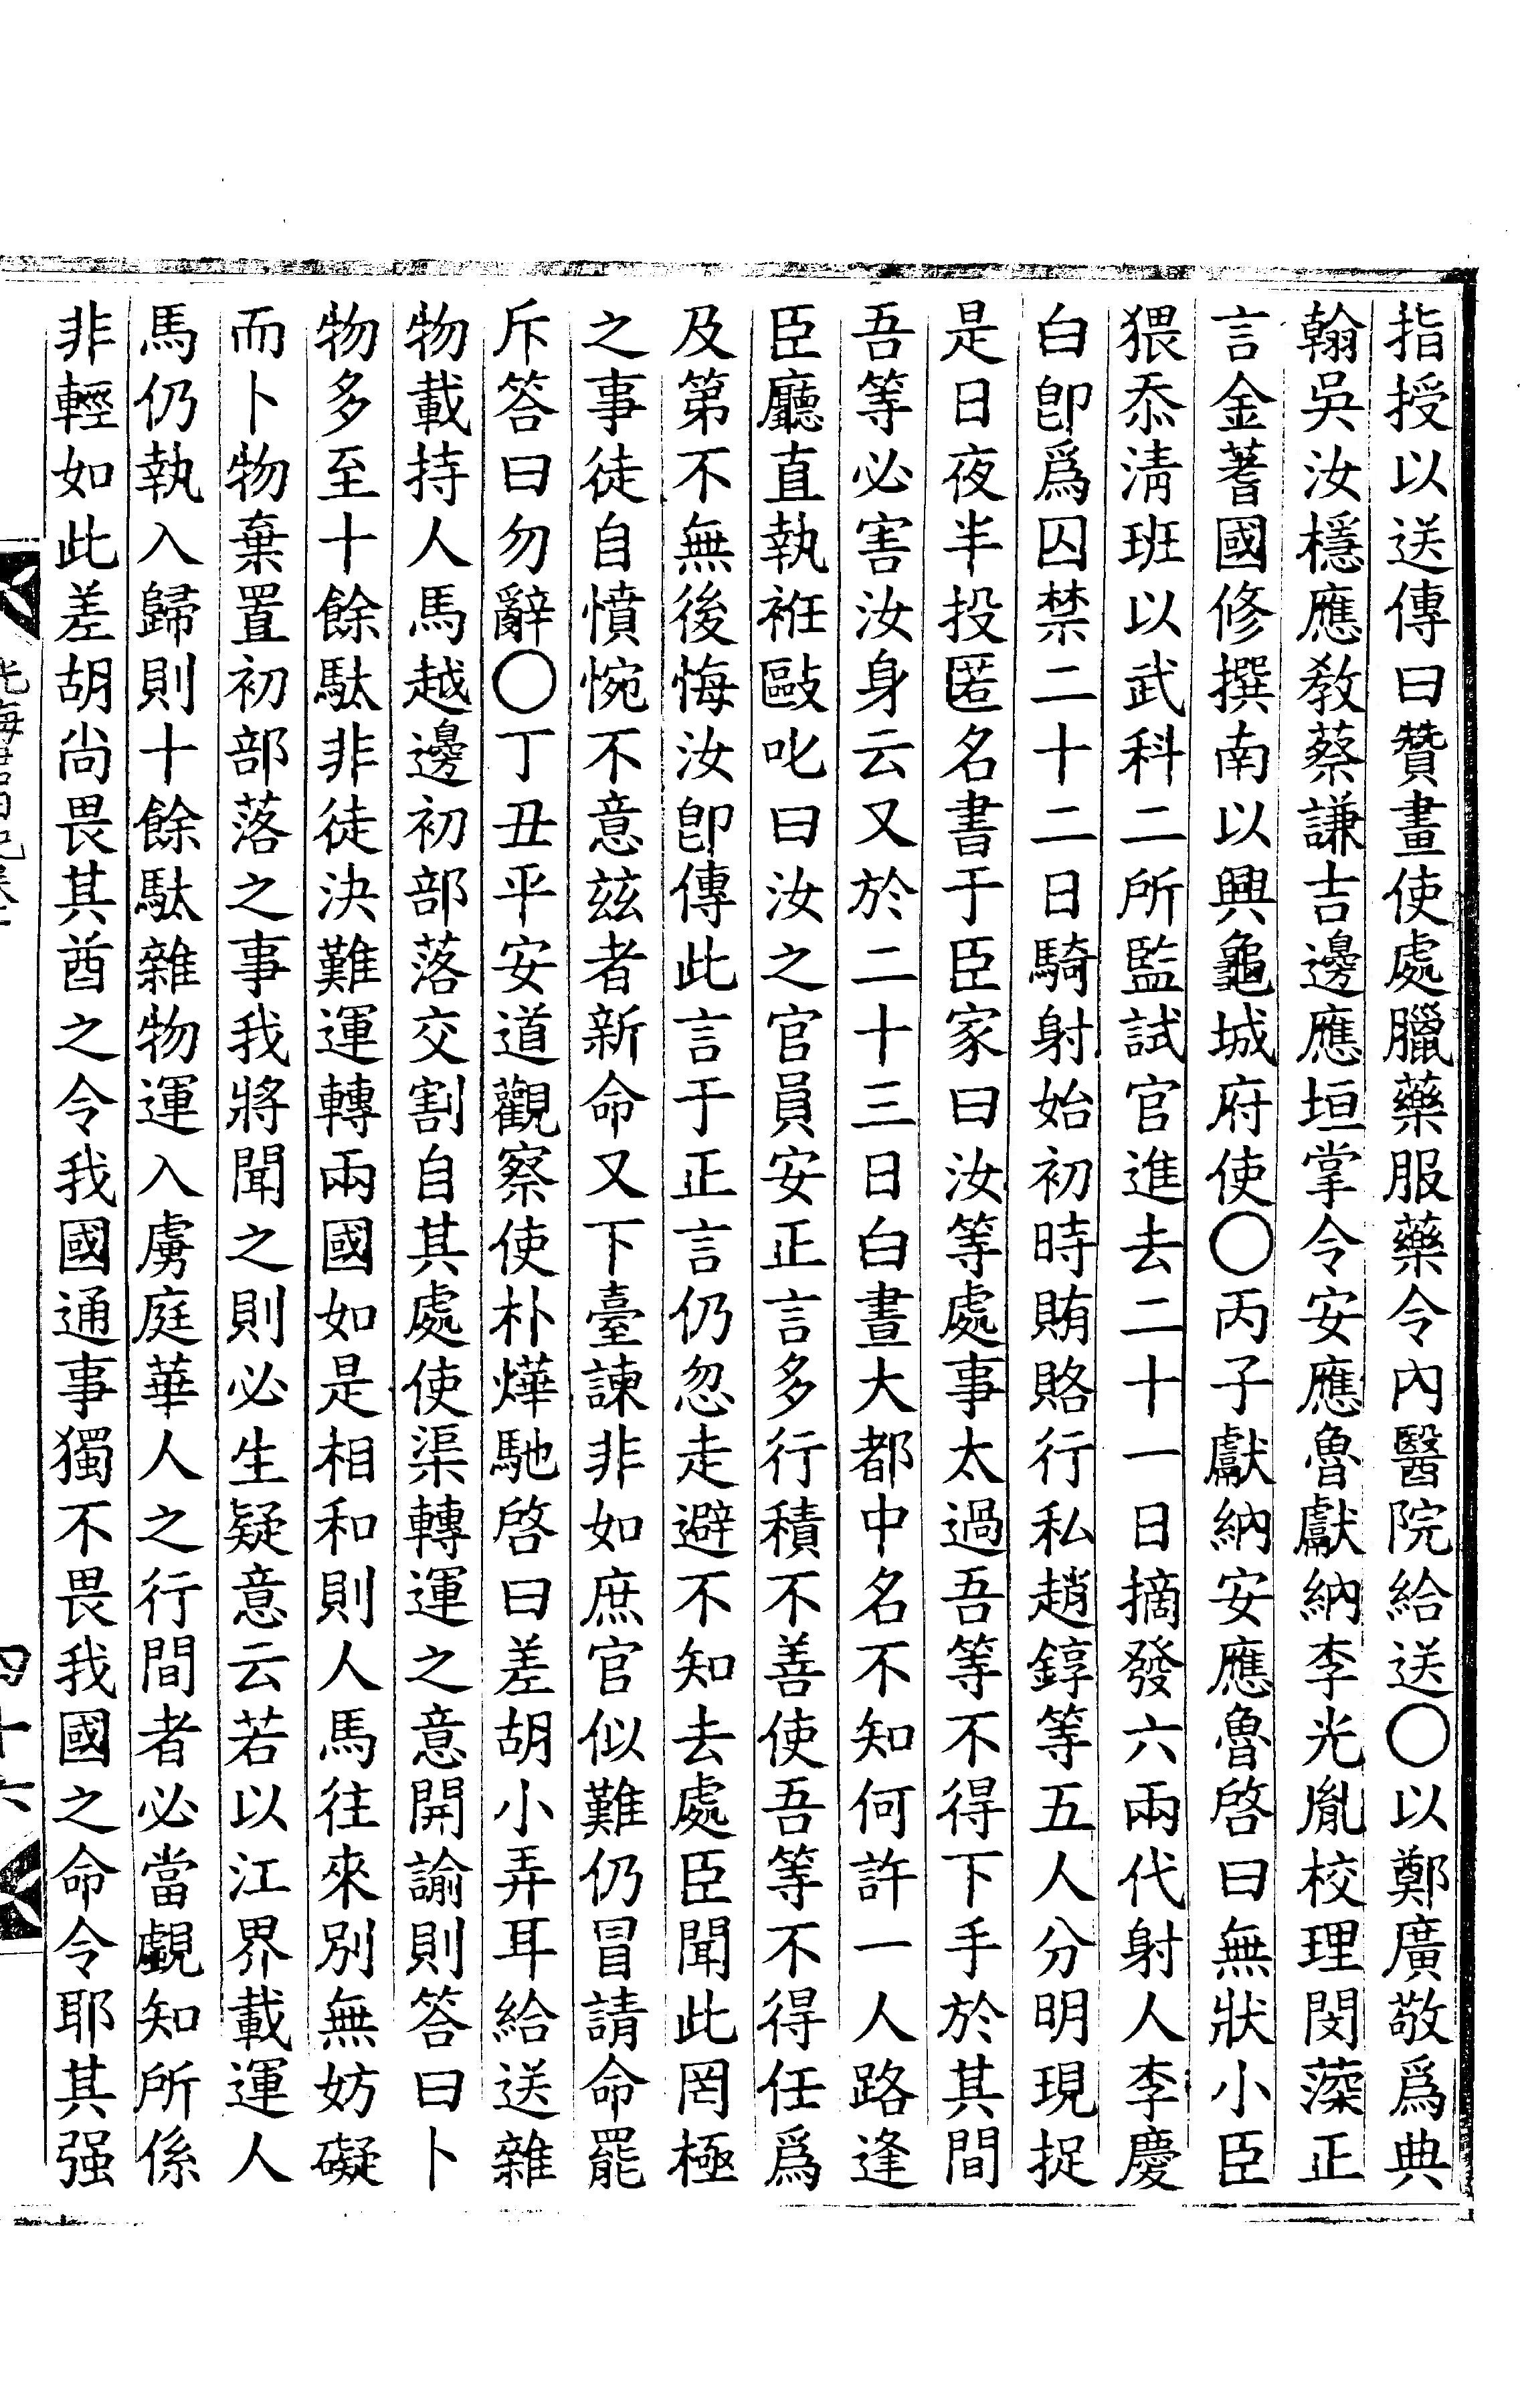 指授以送傳曰贊畫使處臘藥服藥令內醫院給送〇以鄭廣敬爲典
翰吳汝檼應敎蔡謙吉邊應垣掌令安應魯獻納李光胤校理閔藻正
言金蓍國修撰南以興龜城府使〇丙子獻納安應魯啓曰無狀小臣
猥忝淸班以武科二所監試官進去二十一日摘發六兩代射人李慶
白卽爲囚禁二十二日騎射始初時賄賂行私趙錞等五人分明現捉
是日夜半投匿名書于臣家曰汝等處事太過吾等不得下手於其間
吾等必害汝身云又於二十三日白晝大都中名不知何許一人路逢
臣廳直執袵毆叱曰汝之官員安正言多行積不善使吾等不得任爲
及第不無後悔汝卽傳此言于正言仍忽走避不知去處臣聞此罔極
之事徒自憤惋不意玆者新命又下臺諫非如庶官似難仍冒請命罷
斥答曰勿辭〇丁丑平安道觀察使朴燁馳啓曰差胡小弄耳給送雜
物載持人馬越邊初部落交割自其處使渠轉運之意開諭則答曰卜
物多至十餘駄非徒決難運轉兩國如是相和則人馬往來別無妨礙
而卜物棄置初部落之事我將聞之則必生疑意云若以江界載運人
馬仍執入歸則十餘駄雜物運入虜庭華人之行間者必當覷知所係
非輕如此差胡尙畏其酋之令我國通事獨不畏我國之命令耶其强
四十六